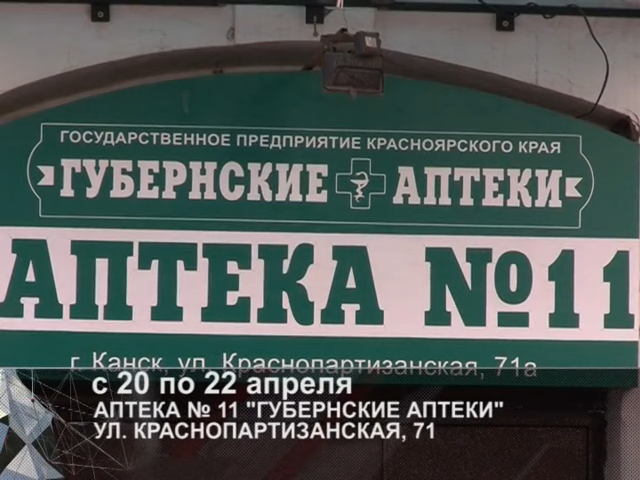 ГОСУДАРСТВЕННОЕ ПРЕДПРИЯТИЕ КРАСНОЯРСКОГО КРАЯ
ГУБЕРНСКИЕ АПТЕКИ
АПТЕКА №11
г. Канск, ул. Краснопартизанская, 71а
с 20 по 22 апреля
АПТЕКА № 11 "ГУБЕРНСКИЕ АПТЕКИ"
УЛ. КРАСНОПАРТИЗАНСКАЯ, 71